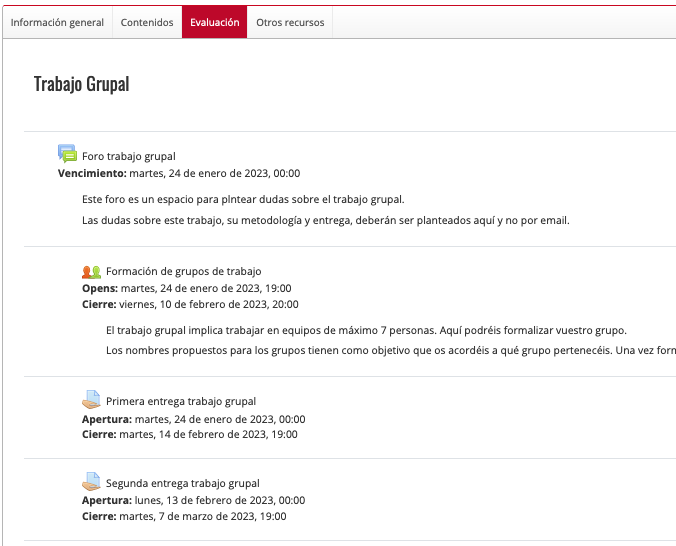 Información general
Contenidos
Evaluación
Otros recursos
Trabajo Grupal
Foro trabajo grupal
Vencimiento: martes, 24 de enero de 2023, 00:00
Este foro es un espacio para plntear dudas sobre el trabajo grupal.
Las dudas sobre este trabajo, su metodología y entrega, deberán ser planteados aquí y no por email.
Formación de grupos de trabajo
Opens: martes, 24 de enero de 2023, 19:00
Cierre: viernes, 10 de febrero de 2023, 20:00
El trabajo grupal implica trabajar en equipos de máximo 7 personas. Aquí podréis formalizar vuestro grupo.
Los nombres propuestos para los grupos tienen como objetivo que os acordéis a qué grupo pertenecéis. Una vez form
Primera entrega trabajo grupal
Apertura: martes, 24 de enero de 2023, 00:00
Cierre: martes, 14 de febrero de 2023, 19:00
Segunda entrega trabajo grupal
Apertura: lunes, 13 de febrero de 2023, 00:00
Cierre: martes, 7 de marzo de 2023, 19:00